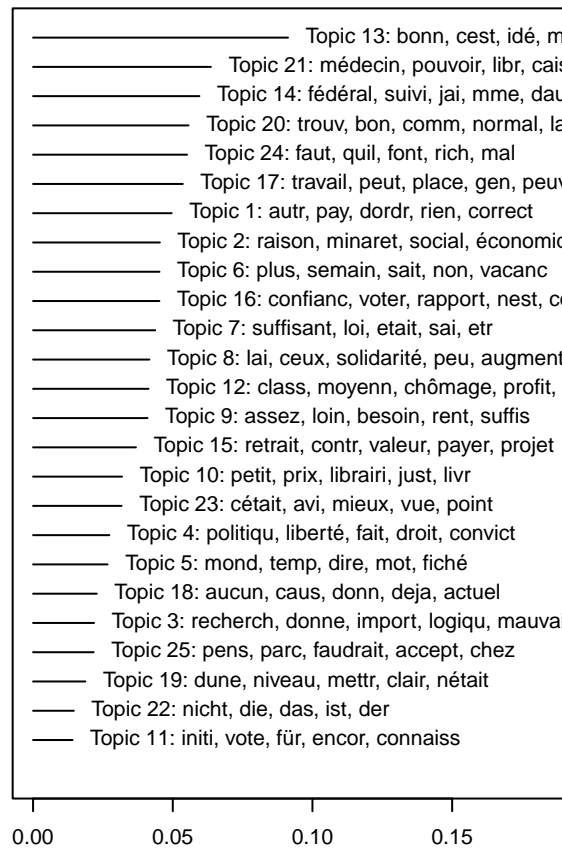 Topic 13: bonn, cest, idé, m
Topic 21: médecin, pouvoir, libr, cais
Topic 14: fédéral, suivi, jai, mme, dau
Topic 20: trouv, bon, comm, normal, la
Topic 24: faut, quil, font, rich, mal
Topic 17: travail, peut, place, gen, peuv
Topic 1: autr, pay, dordr, rien, correct
Topic 2: raison, minaret, social, économic
Topic 6: plus, semain, sait, non, vacanc
Topic 16: confianc, voter, rapport, nest, co
Topic 7: suffisant, loi, etait, sai, etr
Topic 8: lai, ceux, solidarité, peu, augment
Topic 12: class, moyenn, chômage, profit,
Topic 9: assez, loin, besoin, rent, suffis
Topic 15: retrait, contr, valeur, payer, projet
Topic 10: petit, prix, librairi, just, livr
Topic 23: cétait, avi, mieux, vue, point
Topic 4: politiqu, liberté, fait, droit, convict
Topic 5: mond, temp, dire, mot, fiché
Topic 18: aucun, caus, donn, deja, actuel
Topic 3: recherch, donne, import, logiqu, mauvai
Topic 25: pens, parc, faudrait, accept, chez
Topic 19: dune, niveau, mettr, clair, nétait
Topic 22: nicht, die, das, ist, der
Topic 11: initi, vote, für, encor, connaiss
0.00 0.05 0.10 0.15